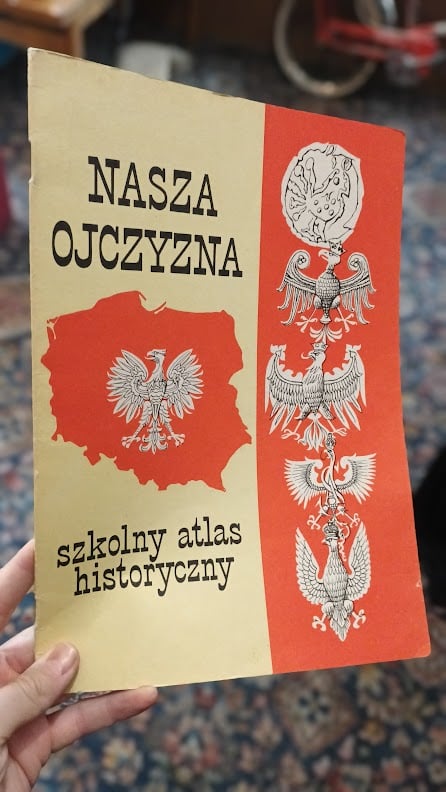 NASZA
OJCZYZNA
szkolny atlas
historyczny